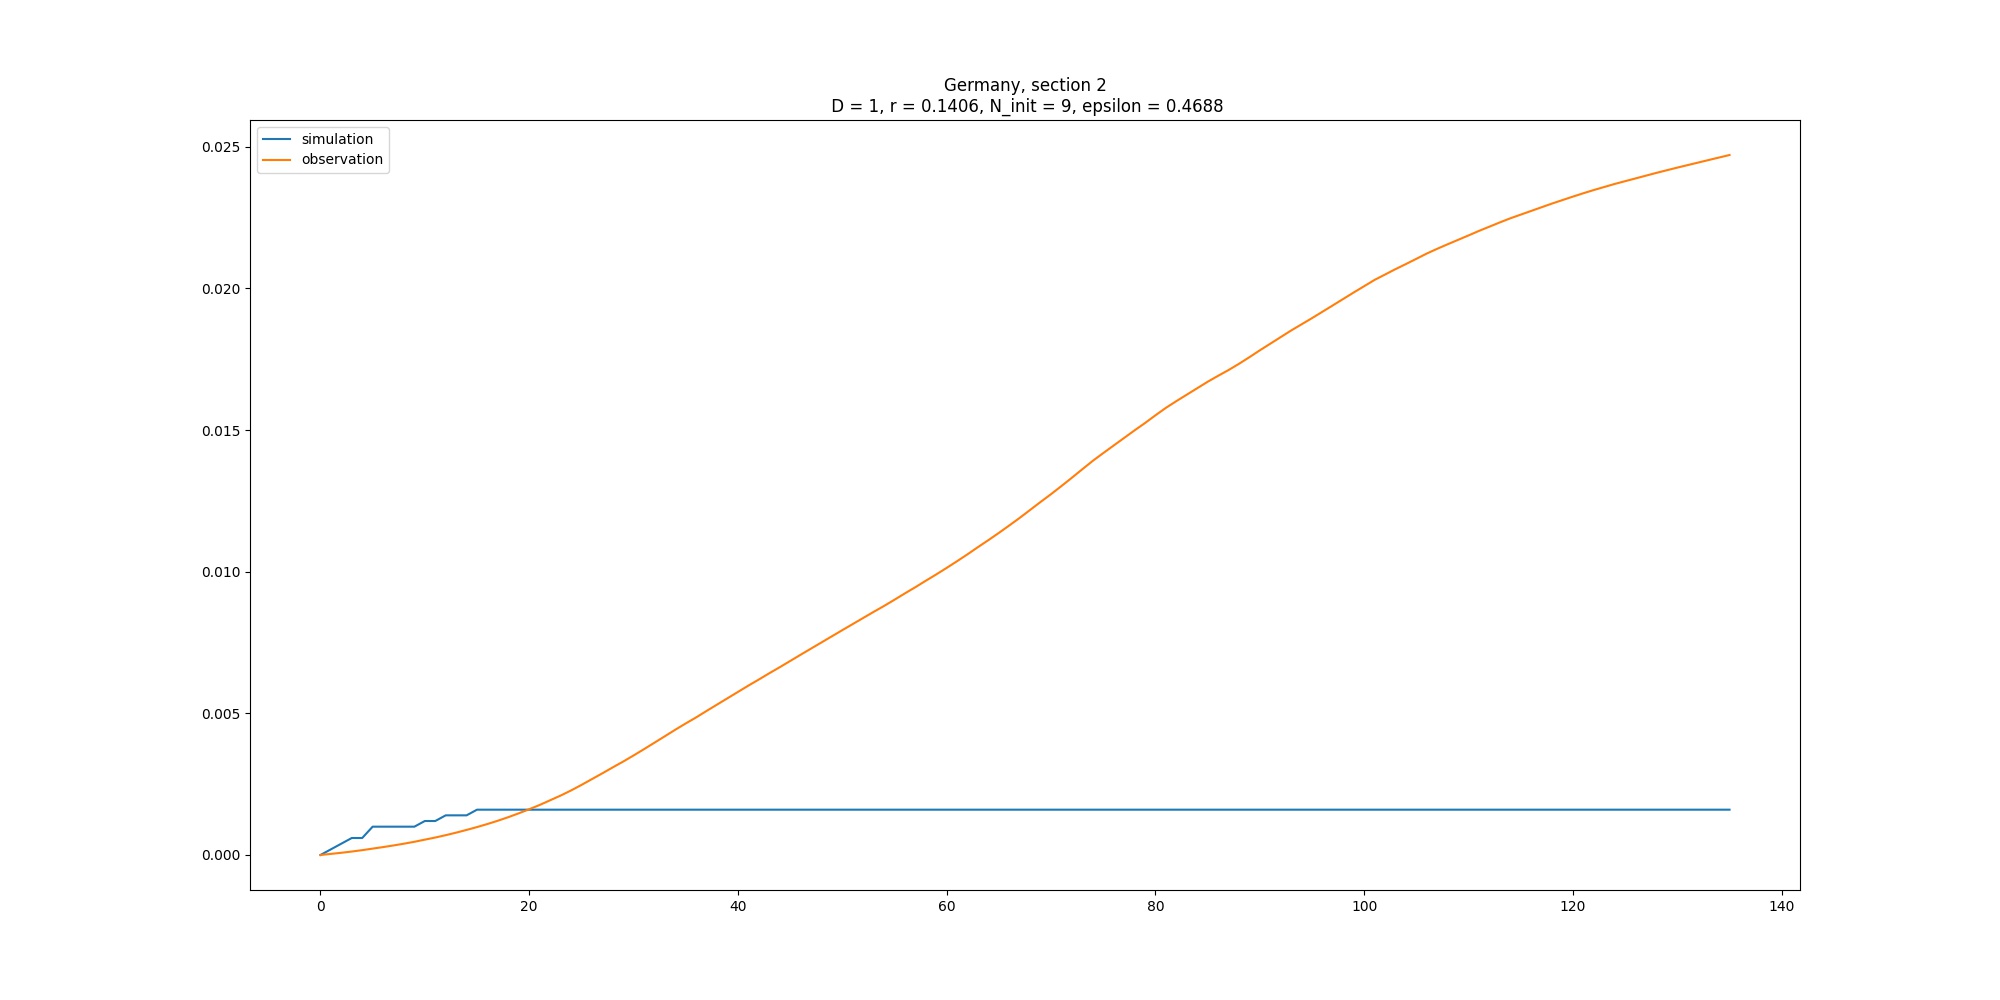 Germany, section 2
D = 1, r = 0.1406, N_init = 9, epsilon = 0.4688
simulation
observation
0.025
0.020
0.015
0.010
0.005
0.000
0 20 40 60 80 100 120 140